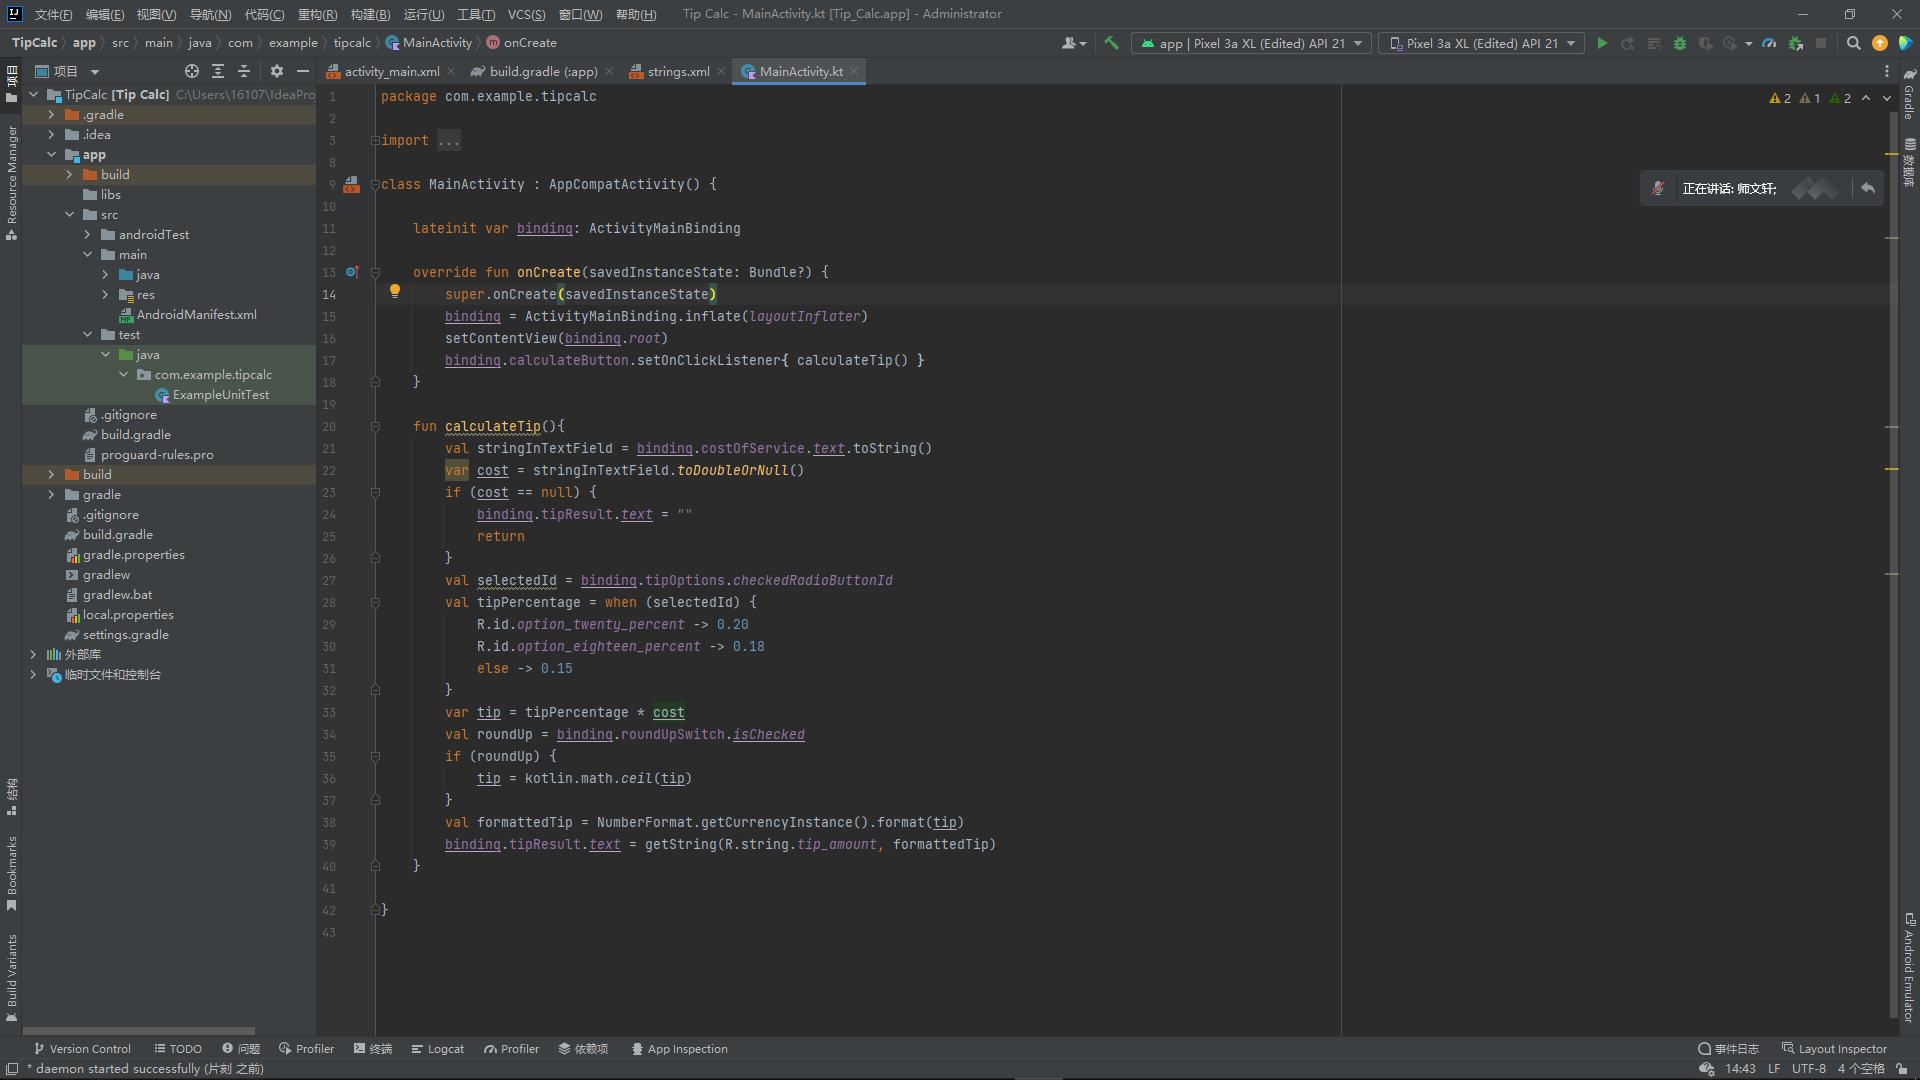 文件(F) 编辑(E) 视图(V) 导航(N) 代码(C) 重构(R) 构建(B) 运行(U) 工具(T) VCS(S) 窗口(W) 帮助(H) Tip Calc - MainActivity.kt [Tip_Calc.app] - Administrator
TipCalc app src main java com example tipcalc MainActivity onCreate app | Pixel 3a XL (Edited) API 21 Pixel 3a XL (Edited) API 21
项目 activity_main.xml build.gradle (:app) strings.xml MainActivity.kt
TipCalc [Tip Calc] C:\Users\16107\IdeaPro
.gradle
.idea
app
build
libs
src
androidTest
main
java
res
AndroidManifest.xml
test
java
com.example.tipcalc
ExampleUnitTest
.gitignore
build.gradle
proguard-rules.pro
build
gradle
.gitignore
build.gradle
gradle.properties
gradlew
gradlew.bat
local.properties
settings.gradle
外部库
临时文件和控制台
项目
Resource Manager
结构
Bookmarks
Build Variants
1 package com.example.tipcalc
2
3 import ...
8
9 class MainActivity : AppCompatActivity() {
10
11 lateinit var binding: ActivityMainBinding
12
13 override fun onCreate(savedInstanceState: Bundle?) {
14 super.onCreate(savedInstanceState)
15 binding = ActivityMainBinding.inflate(layoutInflater)
16 setContentView(binding.root)
17 binding.calculateButton.setOnClickListener{ calculateTip() }
18 }
19
20 fun calculateTip(){
21 val stringInTextField = binding.costOfService.text.toString()
22 var cost = stringInTextField.toDoubleOrNull()
23 if (cost == null) {
24 binding.tipResult.text = ""
25 return
26 }
27 val selectedId = binding.tipOptions.checkedRadioButtonId
28 val tipPercentage = when (selectedId) {
29 R.id.option_twenty_percent -> 0.20
30 R.id.option_eighteen_percent -> 0.18
31 else -> 0.15
32 }
33 var tip = tipPercentage * cost
34 val roundUp = binding.roundUpSwitch.isChecked
35 if (roundUp) {
36 tip = kotlin.math.ceil(tip)
37 }
38 val formattedTip = NumberFormat.getCurrencyInstance().format(tip)
39 binding.tipResult.text = getString(R.string.tip_amount, formattedTip)
40 }
41
42 }
43
2 1 2
正在讲话: 师文轩;
Gradle
数据库
Android Emulator
Version Control TODO 问题 Profiler 终端 Logcat Profiler 依赖项 App Inspection 事件日志 Layout Inspector
* daemon started successfully (片刻 之前) 14:43 LF UTF-8 4 个空格